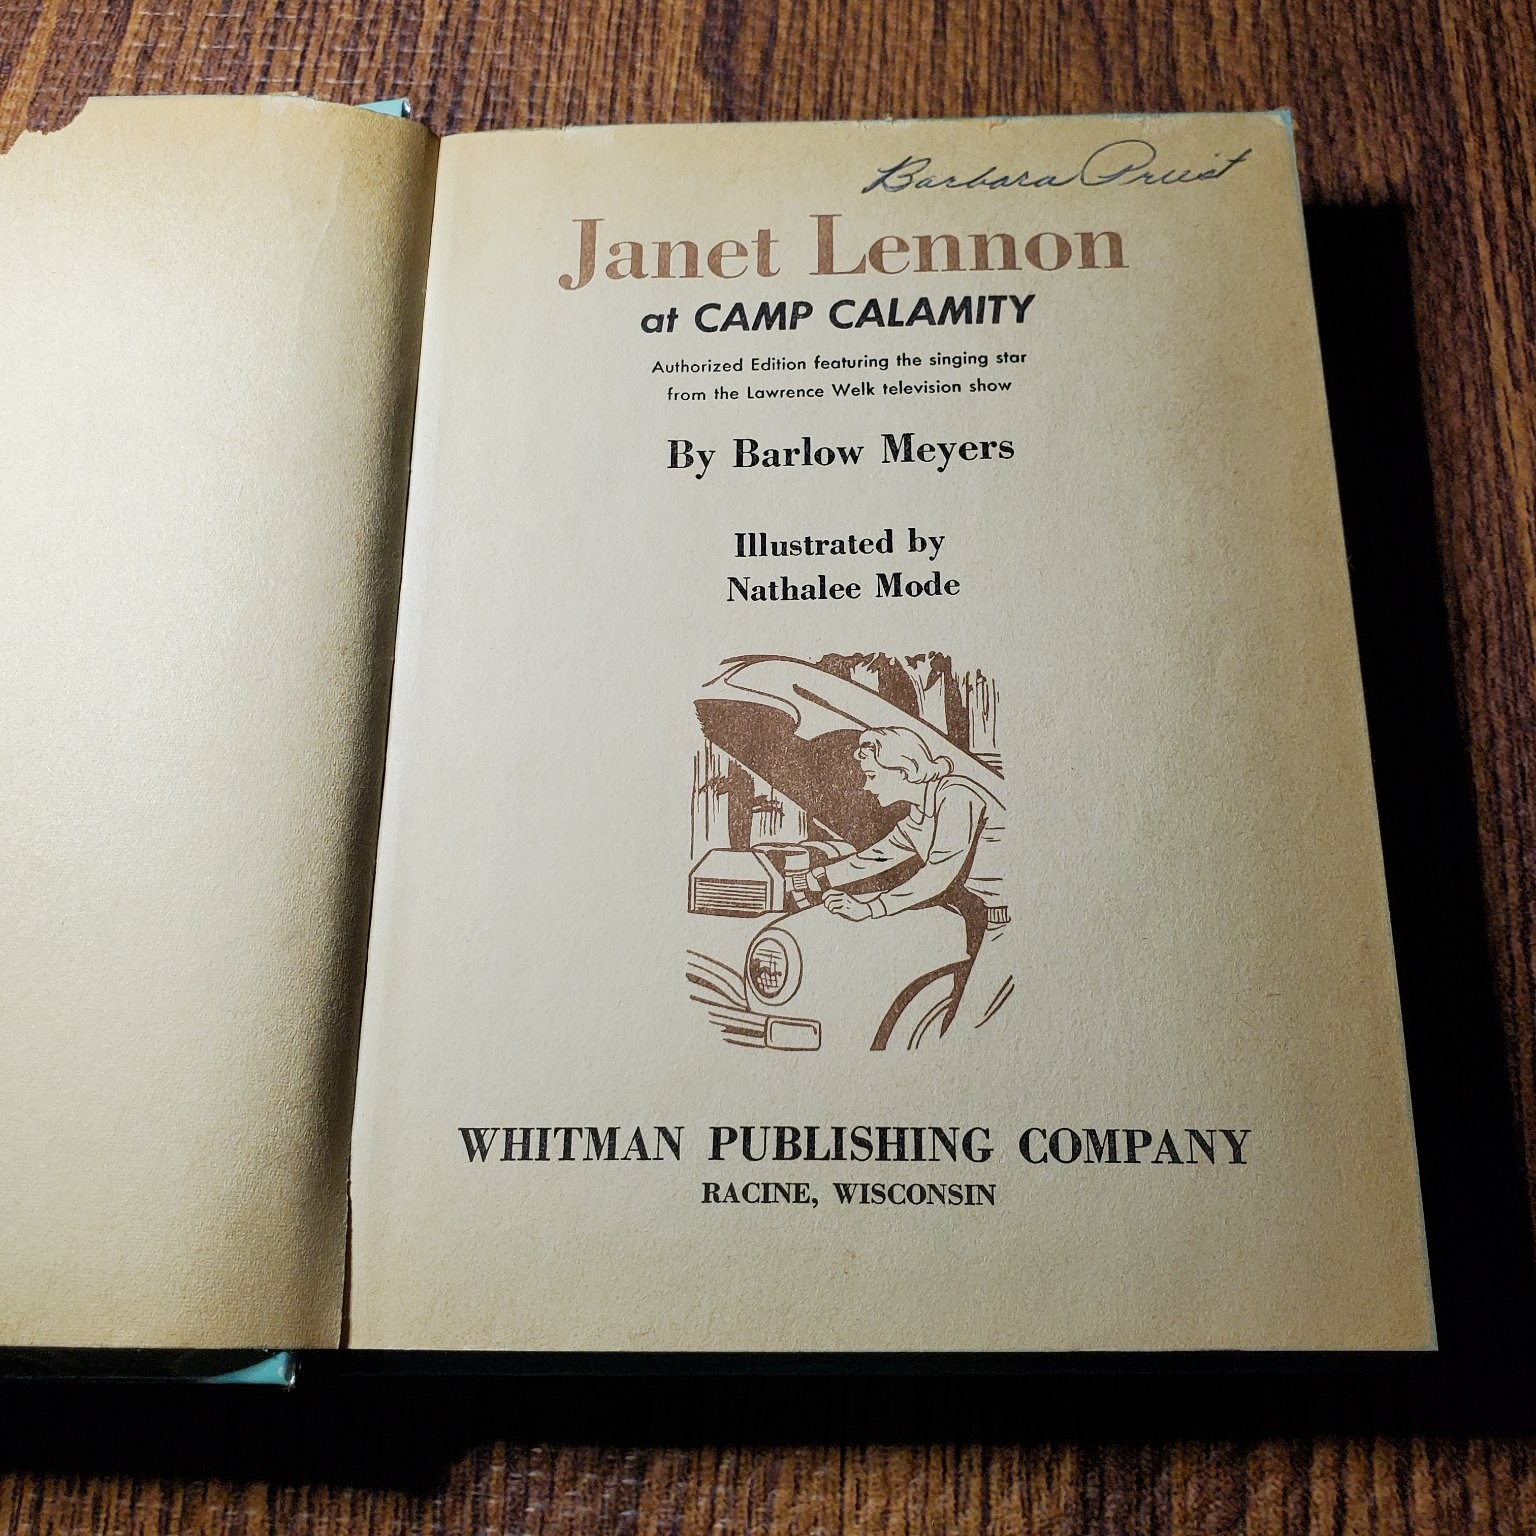 Barbara Priest
Janet Lennon
at CAMP CALAMITY
Authorized Edition featuring the singing star
from the Lawrence Welk television show
By Barlow Meyers
Illustrated by
Nathalee Mode
WHITMAN PUBLISHING COMPANY
RACINE, WISCONSIN